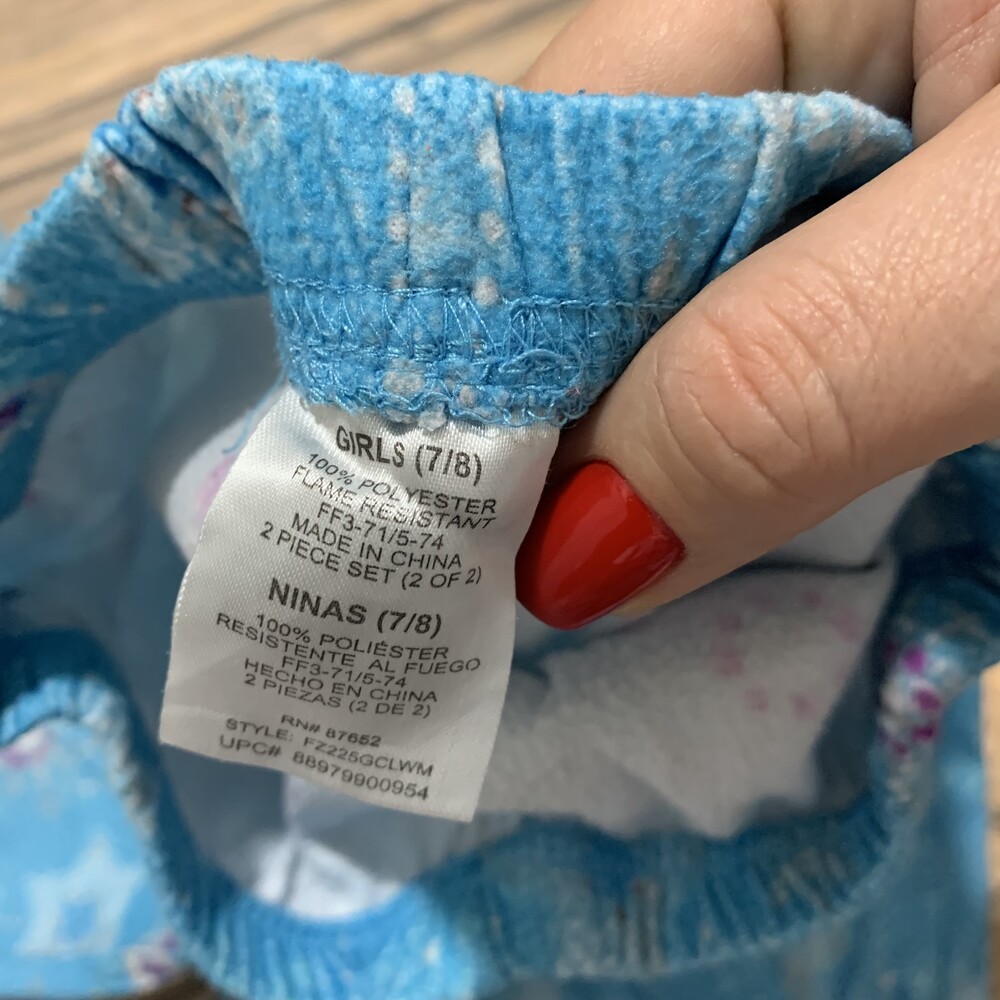 GIRLS (7/8)
100% POLYESTER
FLAME RESISTANT
FF3-71/5-74
MADE IN CHINA
2 PIECE SET (2 OF 2)
NINAS (7/8)
100% POLIÉSTER
RESISTENTE AL FUEGO
FF3-71/5-74
HECHO EN CHINA
2 PIEZAS (2 DE 2)
RN# 87652
STYLE: FZ225GCLWM
UPC# 88979900954